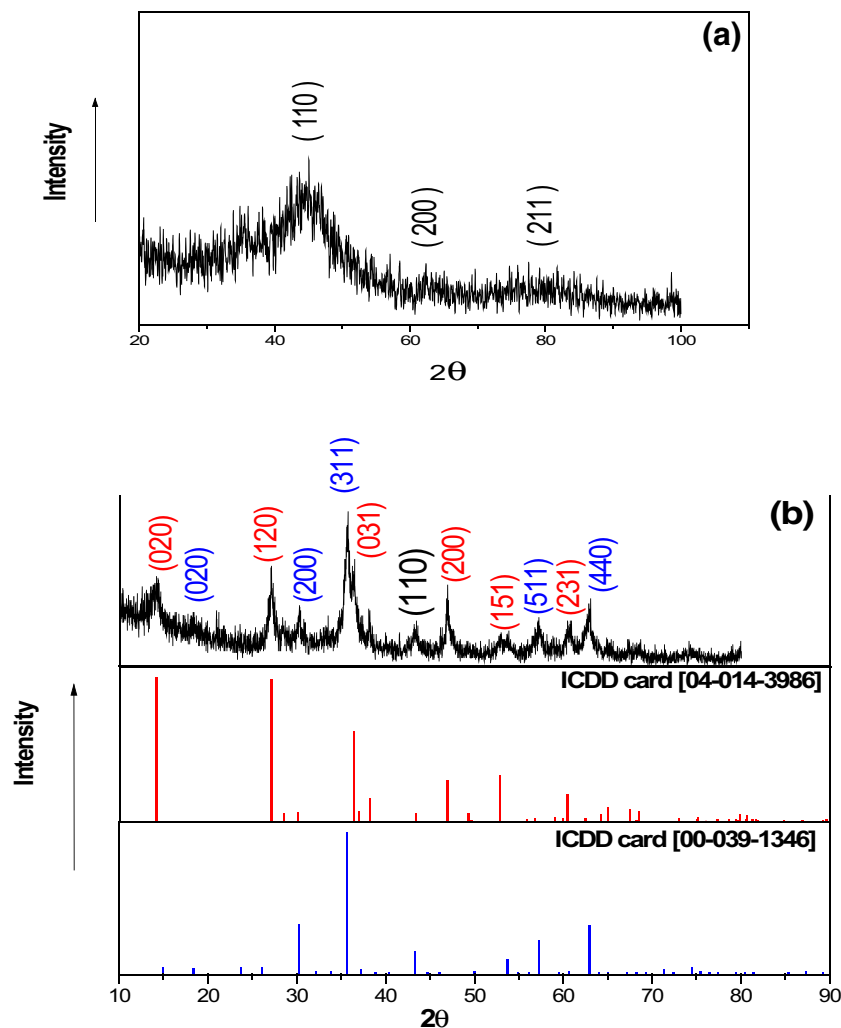 (a)
Intensity
( 110 )
( 200 )
( 211 )
20
40
60
80
100
2θ
(b)
(020)
(020)
(120)
(200)
(311)
(031)
(110)
(200)
(151)
(511)
(231)
(440)
ICDD card [04-014-3986]
Intensity
ICDD card [00-039-1346]
10 20 30 40 50 60 70 80 90
2θ